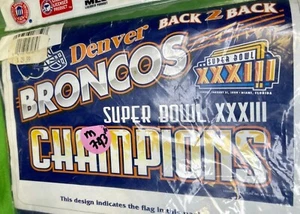 Denver
BACK 2 BACK
BRONCOS
SUPER BOWL
XXXIII
SUPER BOWL XXXIII
CHAMPIONS
This design indicates the flag in